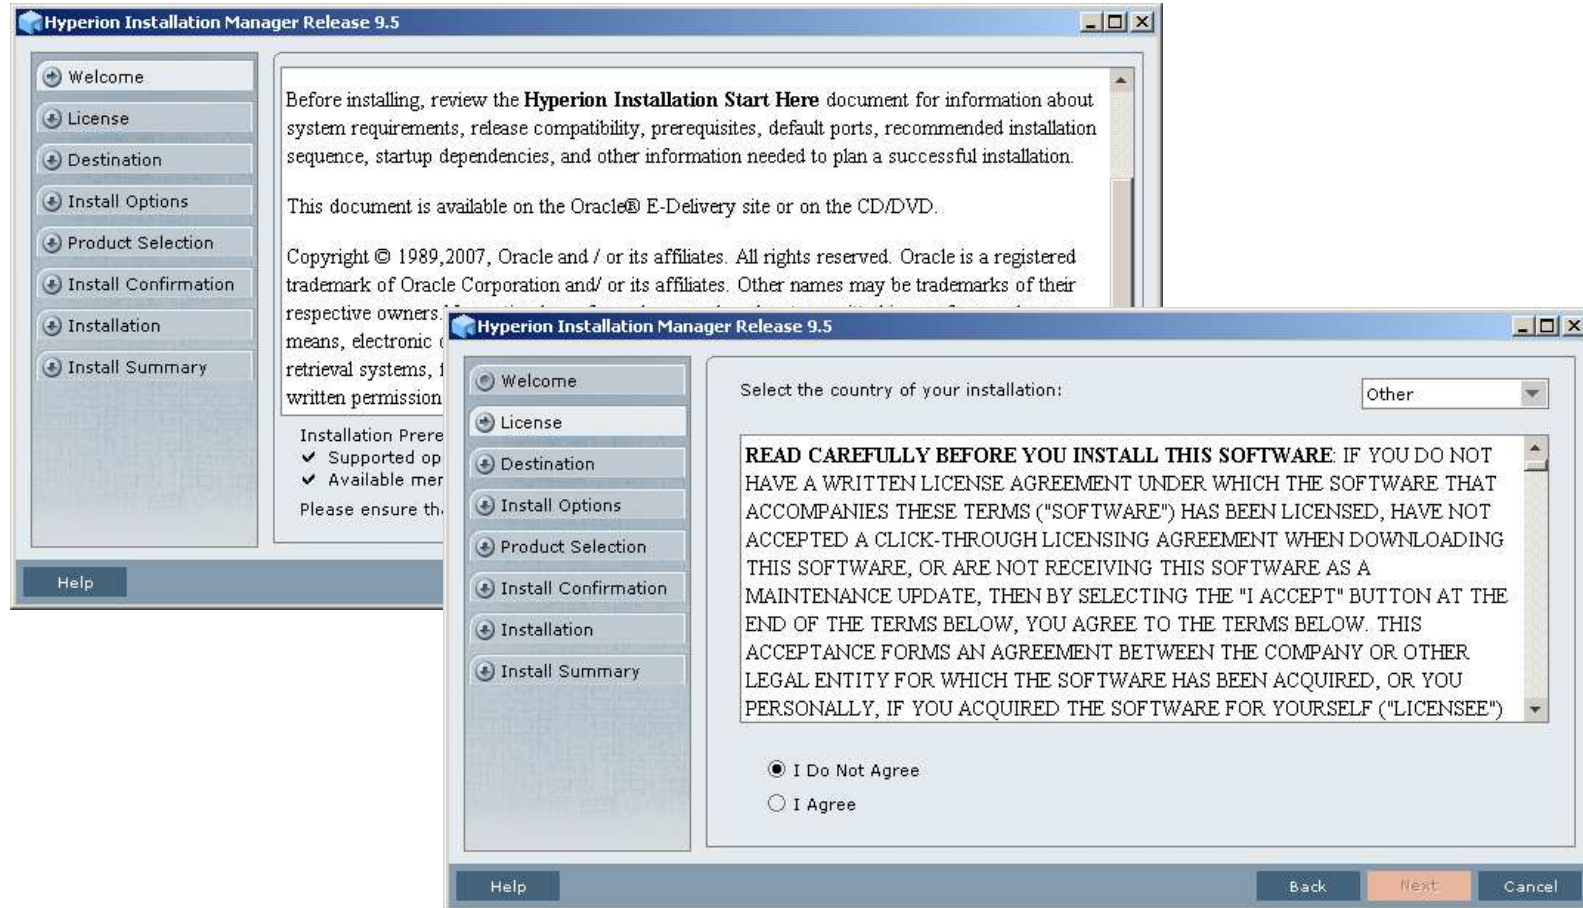 Hyperion Installation Manager Release 9.5
Welcome
License
Destination
Install Options
Product Selection
Install Confirmation
Installation
Install Summary
Before installing, review the Hyperion Installation Start Here document for information about
system requirements, release compatibility, prerequisites, default ports, recommended installation
sequence, startup dependencies, and other information needed to plan a successful installation.
This document is available on the Oracle® E-Delivery site or on the CD/DVD.
Copyright © 1989,2007, Oracle and / or its affiliates. All rights reserved. Oracle is a registered
trademark of Oracle Corporation and/ or its affiliates. Other names may be trademarks of their
respective owners.
means, electronic
retrieval systems,
written permission
Installation Prere
Supported op
Available mem
Please ensure tha
Help
Hyperion Installation Manager Release 9.5
Welcome
License
Destination
Install Options
Product Selection
Install Confirmation
Installation
Install Summary
Select the country of your installation:
Other
READ CAREFULLY BEFORE YOU INSTALL THIS SOFTWARE: IF YOU DO NOT
HAVE A WRITTEN LICENSE AGREEMENT UNDER WHICH THE SOFTWARE THAT
ACCOMPANIES THESE TERMS ("SOFTWARE") HAS BEEN LICENSED, HAVE NOT
ACCEPTED A CLICK-THROUGH LICENSING AGREEMENT WHEN DOWNLOADING
THIS SOFTWARE, OR ARE NOT RECEIVING THIS SOFTWARE AS A
MAINTENANCE UPDATE, THEN BY SELECTING THE "I ACCEPT" BUTTON AT THE
END OF THE TERMS BELOW, YOU AGREE TO THE TERMS BELOW. THIS
ACCEPTANCE FORMS AN AGREEMENT BETWEEN THE COMPANY OR OTHER
LEGAL ENTITY FOR WHICH THE SOFTWARE HAS BEEN ACQUIRED, OR YOU
PERSONALLY, IF YOU ACQUIRED THE SOFTWARE FOR YOURSELF ("LICENSEE")
I Do Not Agree
I Agree
Help
Back
Next
Cancel